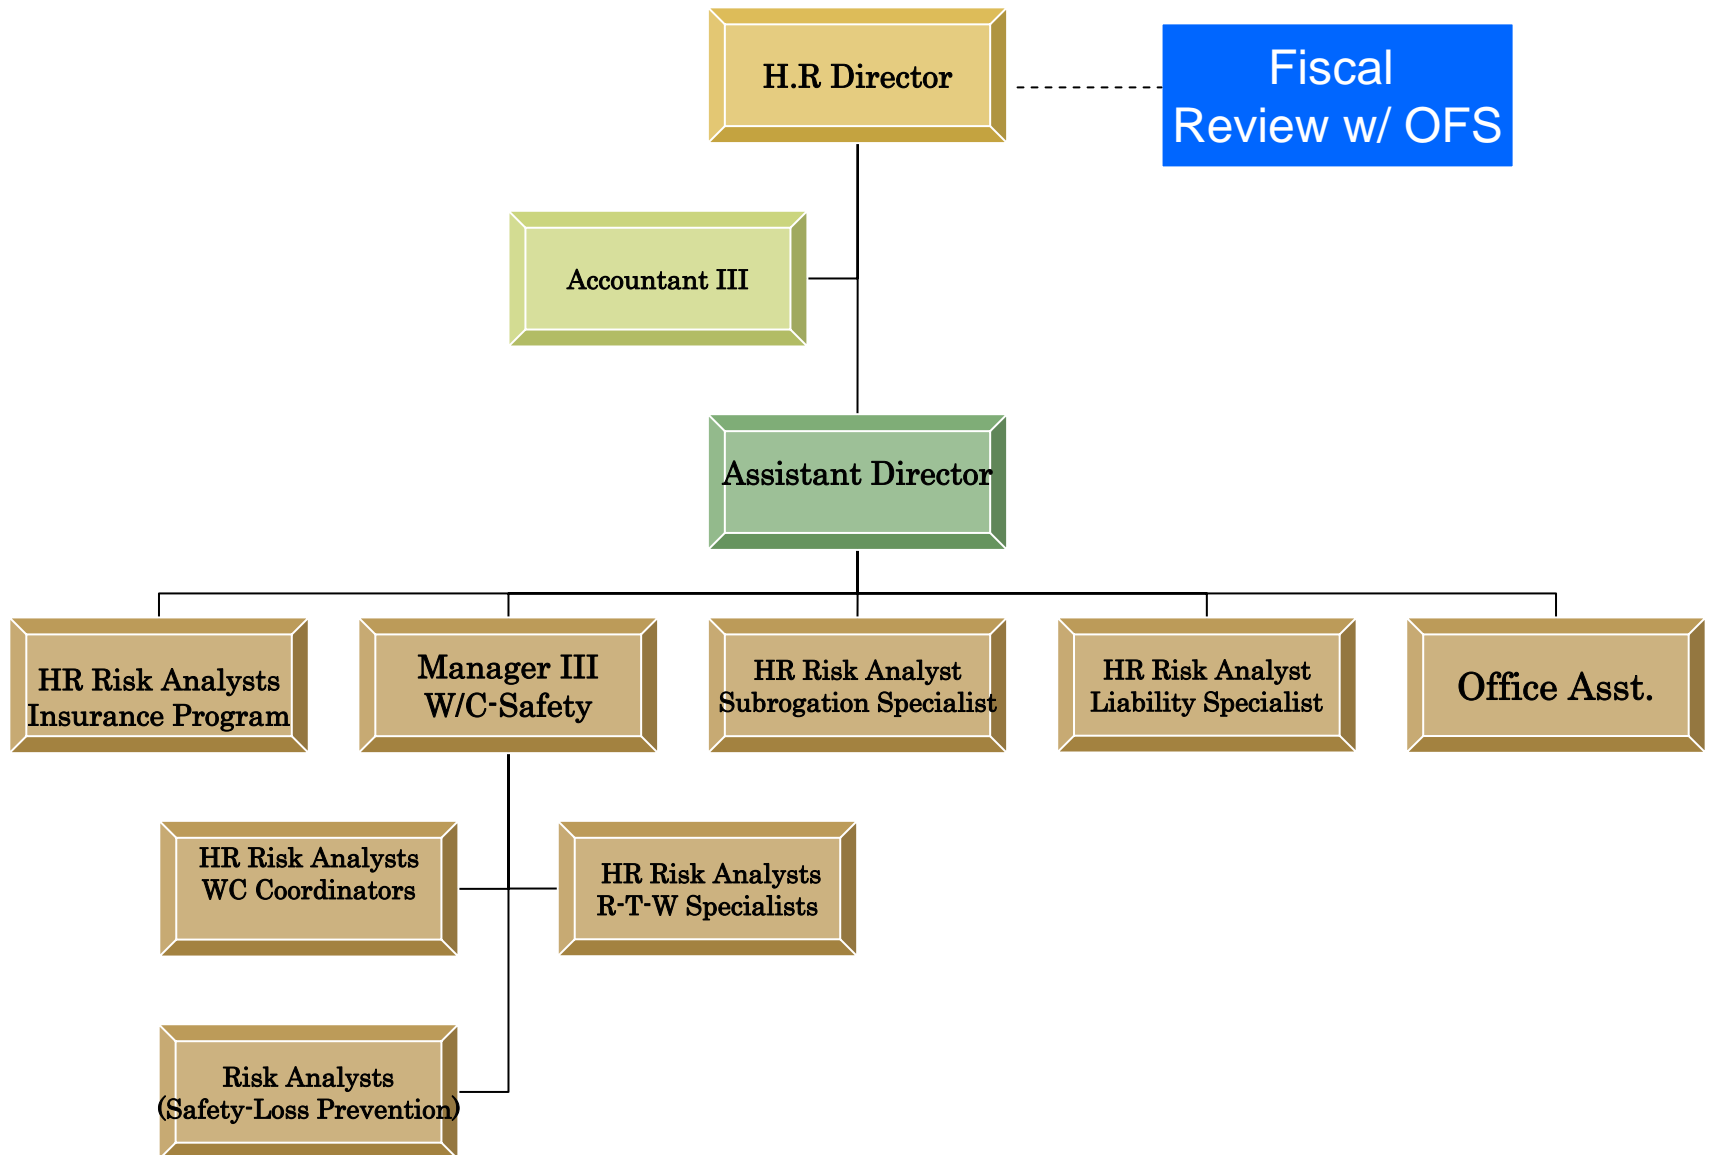 H.R Director
Fiscal
Review w/ OFS
Accountant III
Assistant Director
HR Risk Analysts
Insurance Program
Manager III
W/C-Safety
HR Risk Analyst
Subrogation Specialist
HR Risk Analyst
Liability Specialist
Office Asst.
HR Risk Analysts
WC Coordinators
HR Risk Analysts
R-T-W Specialists
Risk Analysts
(Safety-Loss Prevention)